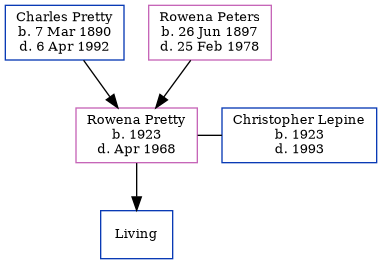 Charles Pretty
b. 7 Mar 1890
d. 6 Apr 1992
Rowena Peters
b. 26 Jun 1897
d. 25 Feb 1978
Rowena Pretty
b. 1923
d. Apr 1968
Christopher Lepine
b. 1923
d. 1993
Living